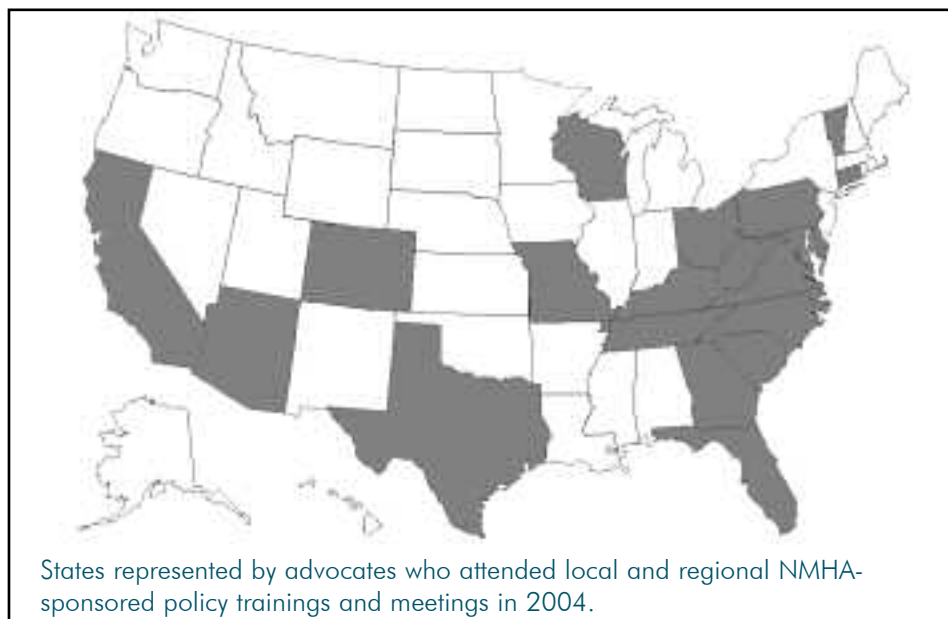 States represented by advocates who attended local and regional NMHA-
sponsored policy trainings and meetings in 2004.